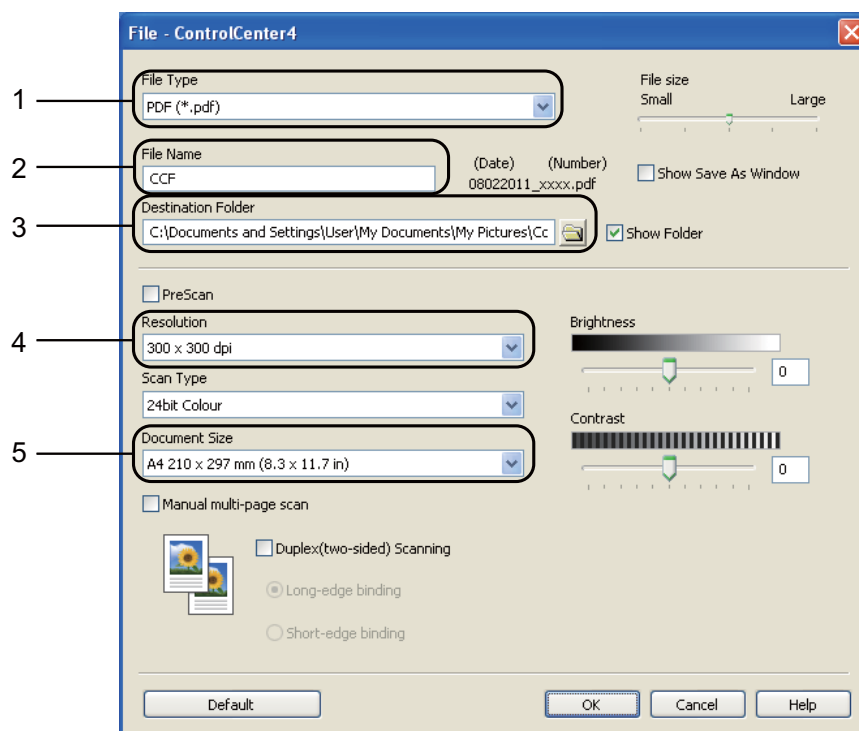 File - ControlCenter4
File Type
File size
1
PDF (*.pdf)
Small Large
2
File Name
CCF
(Date) (Number)
08022011_xxxx.pdf
Show Save As Window
3
Destination Folder
C:\Documents and Settings\User\My Documents\My Pictures\Cc
Show Folder
PreScan
4
Resolution
300 x 300 dpi
Brightness
0
Scan Type
24bit Colour
Contrast
0
5
Document Size
A4 210 x 297 mm (8.3 x 11.7 in)
Manual multi-page scan
Duplex(two-sided) Scanning
Long-edge binding
Short-edge binding
Default OK Cancel Help